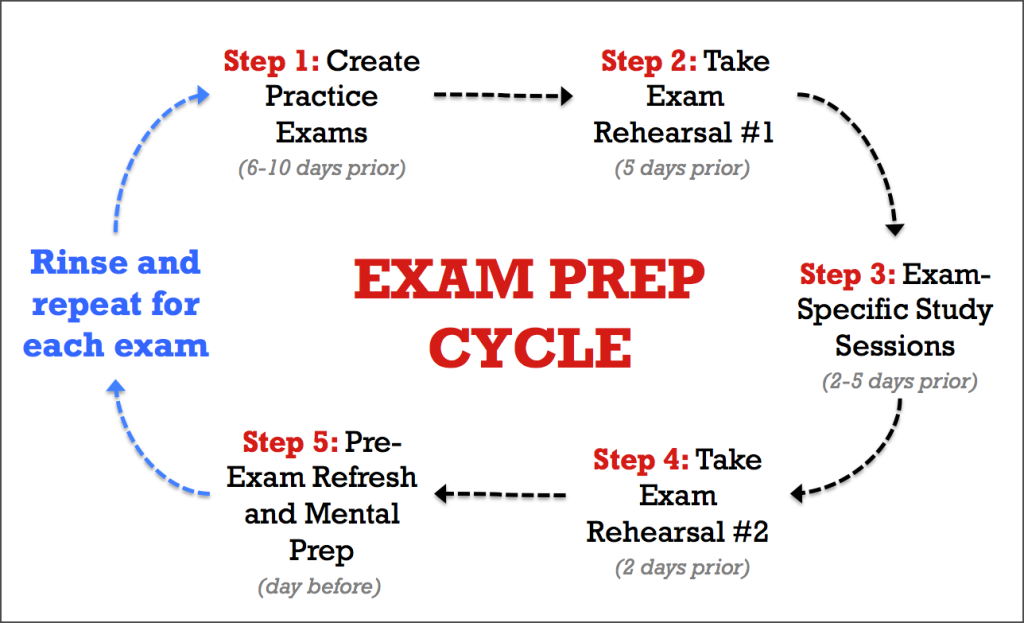 Step 1: Create
Practice
Exams
(6-10 days prior)
Step 2: Take
Exam
Rehearsal #1
(5 days prior)
Step 3: Exam-
Specific Study
Sessions
(2-5 days prior)
Step 4: Take
Exam
Rehearsal #2
(2 days prior)
Step 5: Pre-
Exam Refresh
and Mental
Prep
(day before)
Rinse and
repeat for
each exam
EXAM PREP
CYCLE